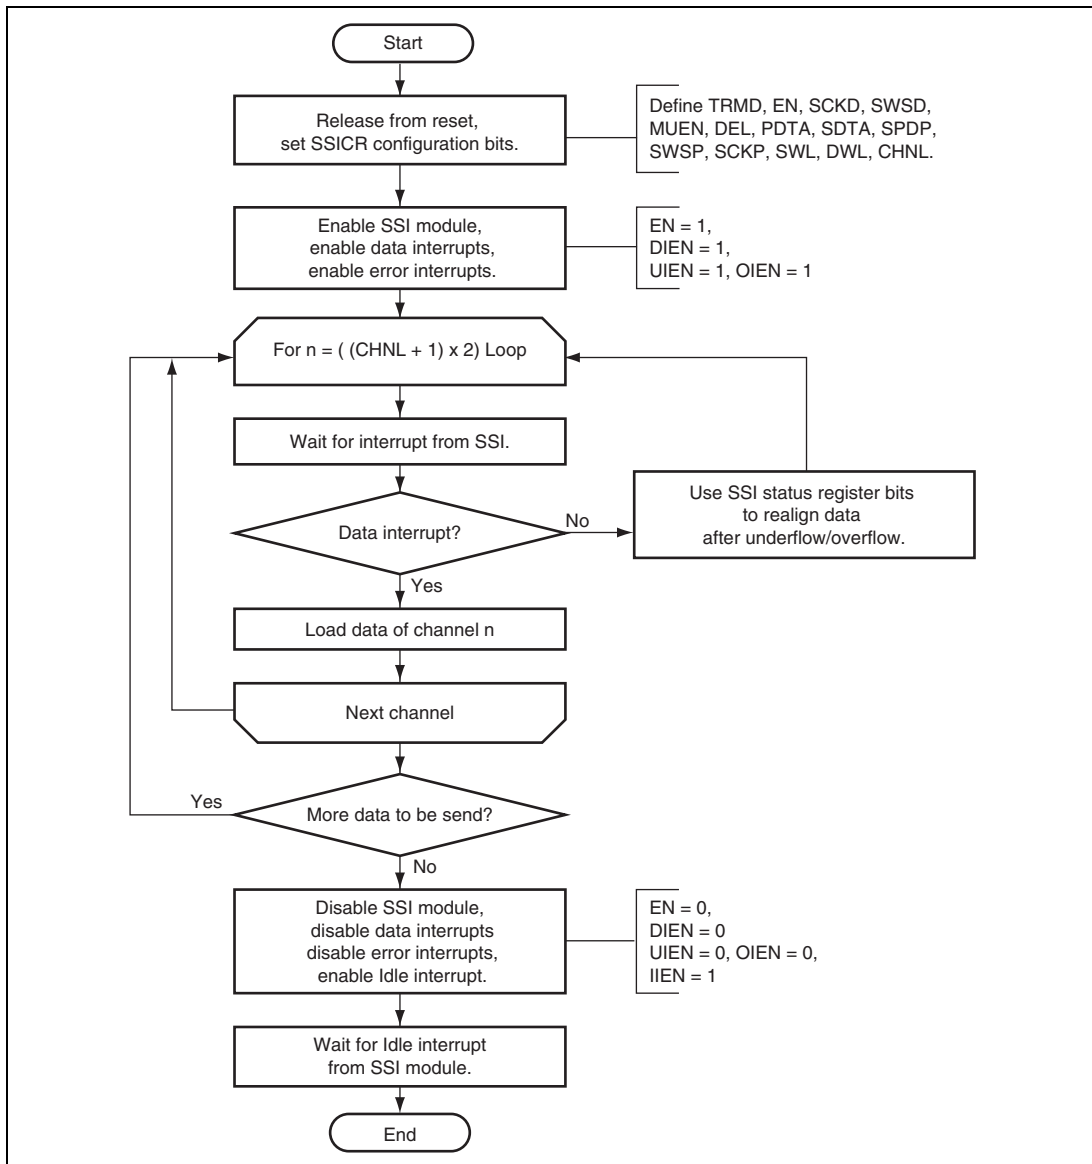 Start
Release from reset,
set SSICR configuration bits.
Define TRMD, EN, SCKD, SWSD,
MUEN, DEL, PDTA, SDTA, SPDP,
SWSP, SCKP, SWL, DWL, CHNL.
Enable SSI module,
enable data interrupts,
enable error interrupts.
EN = 1,
DIEN = 1,
UIEN = 1, OIEN = 1
For n = ( (CHNL + 1) x 2) Loop
Wait for interrupt from SSI.
Data interrupt?
No
Use SSI status register bits
to realign data
after underflow/overflow.
Yes
Load data of channel n
Next channel
Yes
More data to be send?
No
Disable SSI module,
disable data interrupts
disable error interrupts,
enable Idle interrupt.
EN = 0,
DIEN = 0
UIEN = 0, OIEN = 0,
IIEN = 1
Wait for Idle interrupt
from SSI module.
End